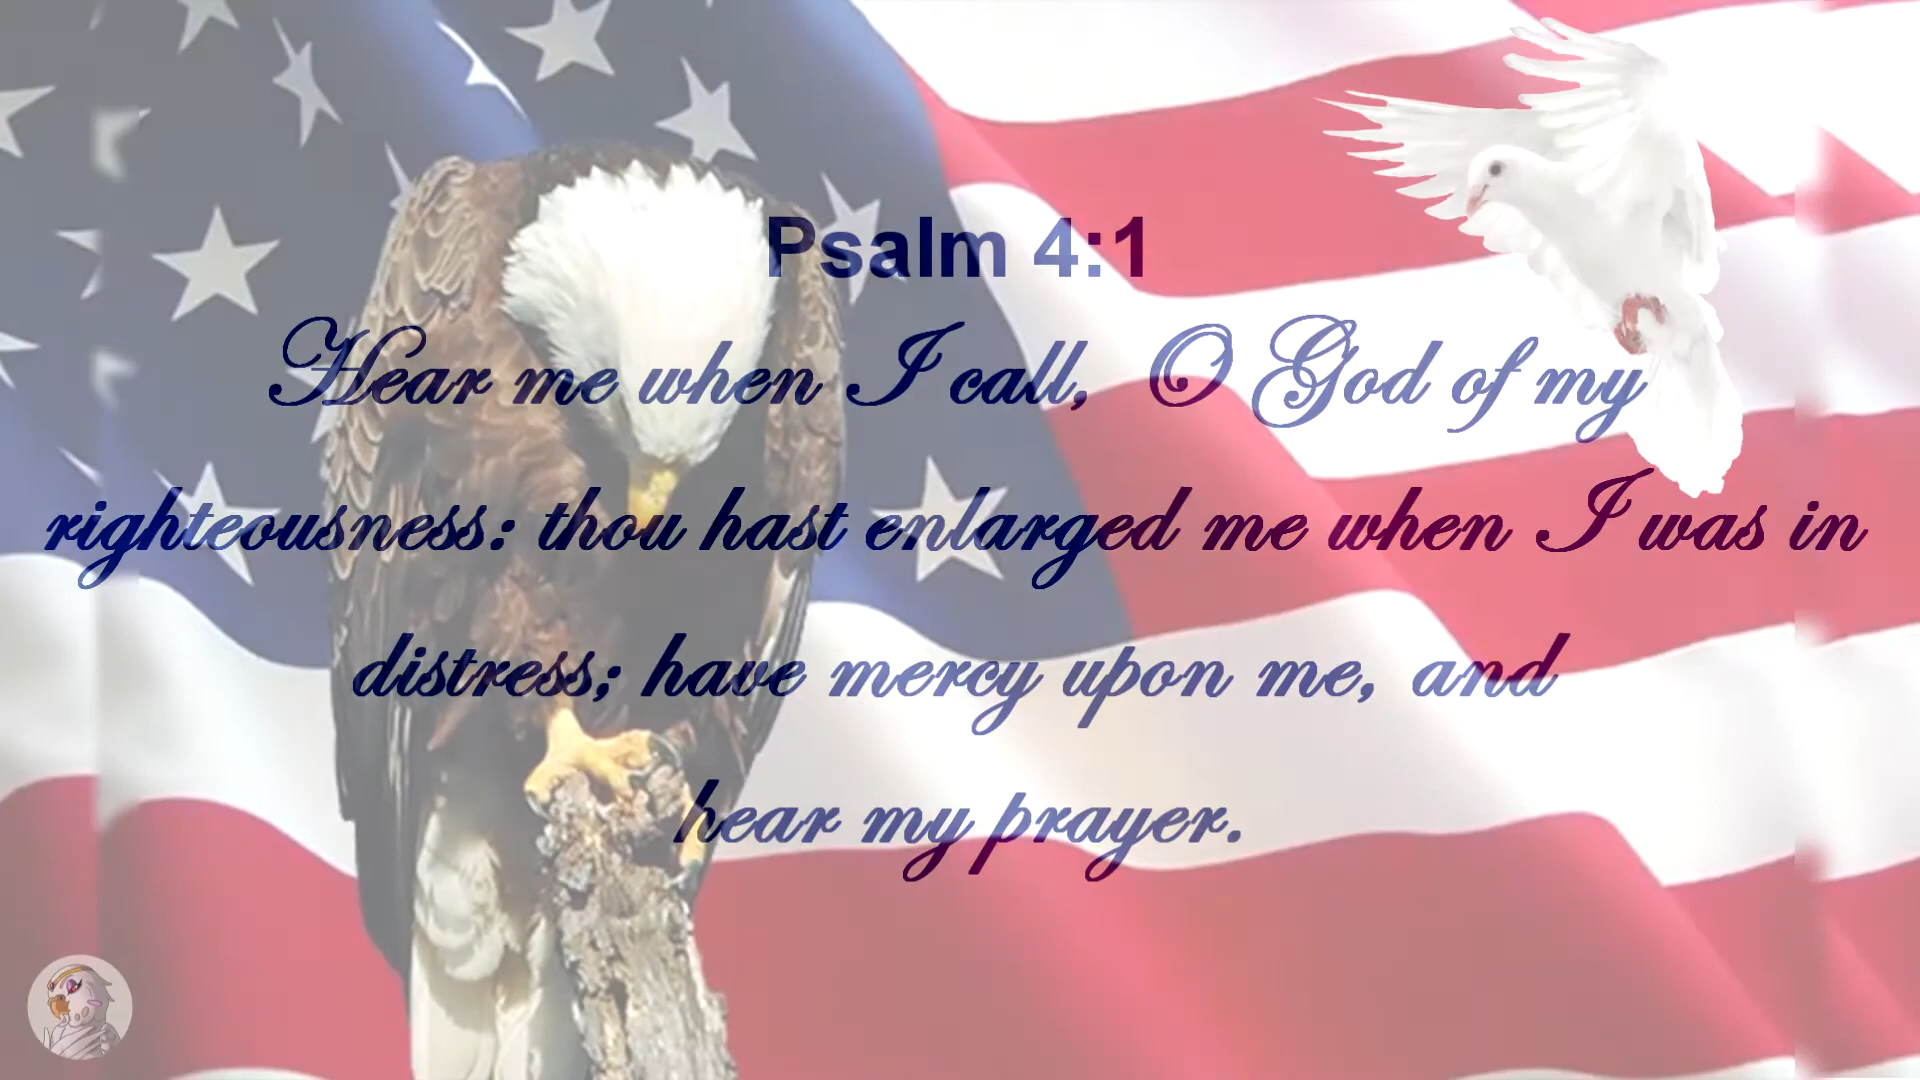 Psalm 4:1
Hear me when I call, O God of my
righteousness: thou hast enlarged me when I was in
distress; have mercy upon me, and
hear my prayer.